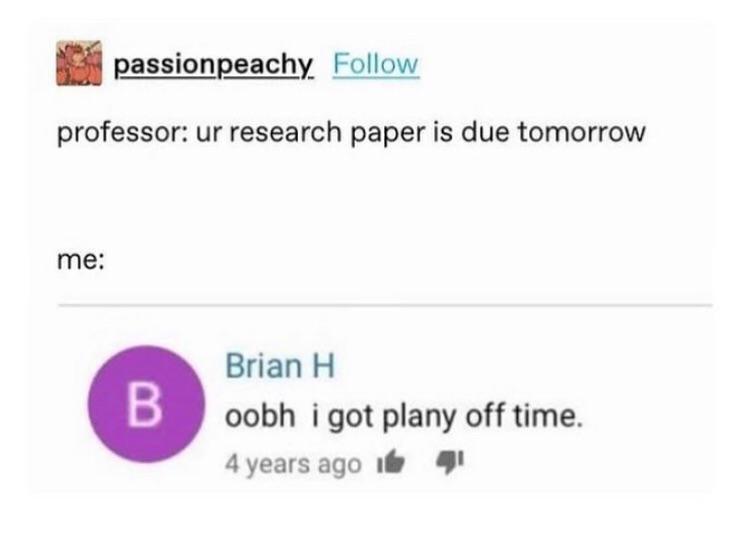 passionpeachy Follow
professor: ur research paper is due tomorrow
me:
B
Brian H
oobh i got plany off time.
4 years ago